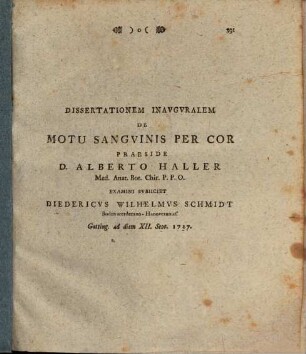 )o(
DISSERTATIONEM INAVGVRALEM
DE
MOTU SANGVINIS PER COR
PRAESIDE
D. ALBERTO HALLER
Med. Anat. Bot. Chir. P. P. O.
EXAMINI SVBIICIET
DIEDERICVS WILHELMVS SCHMIDT
Gotting. ad diem XII. Sept. 1737.